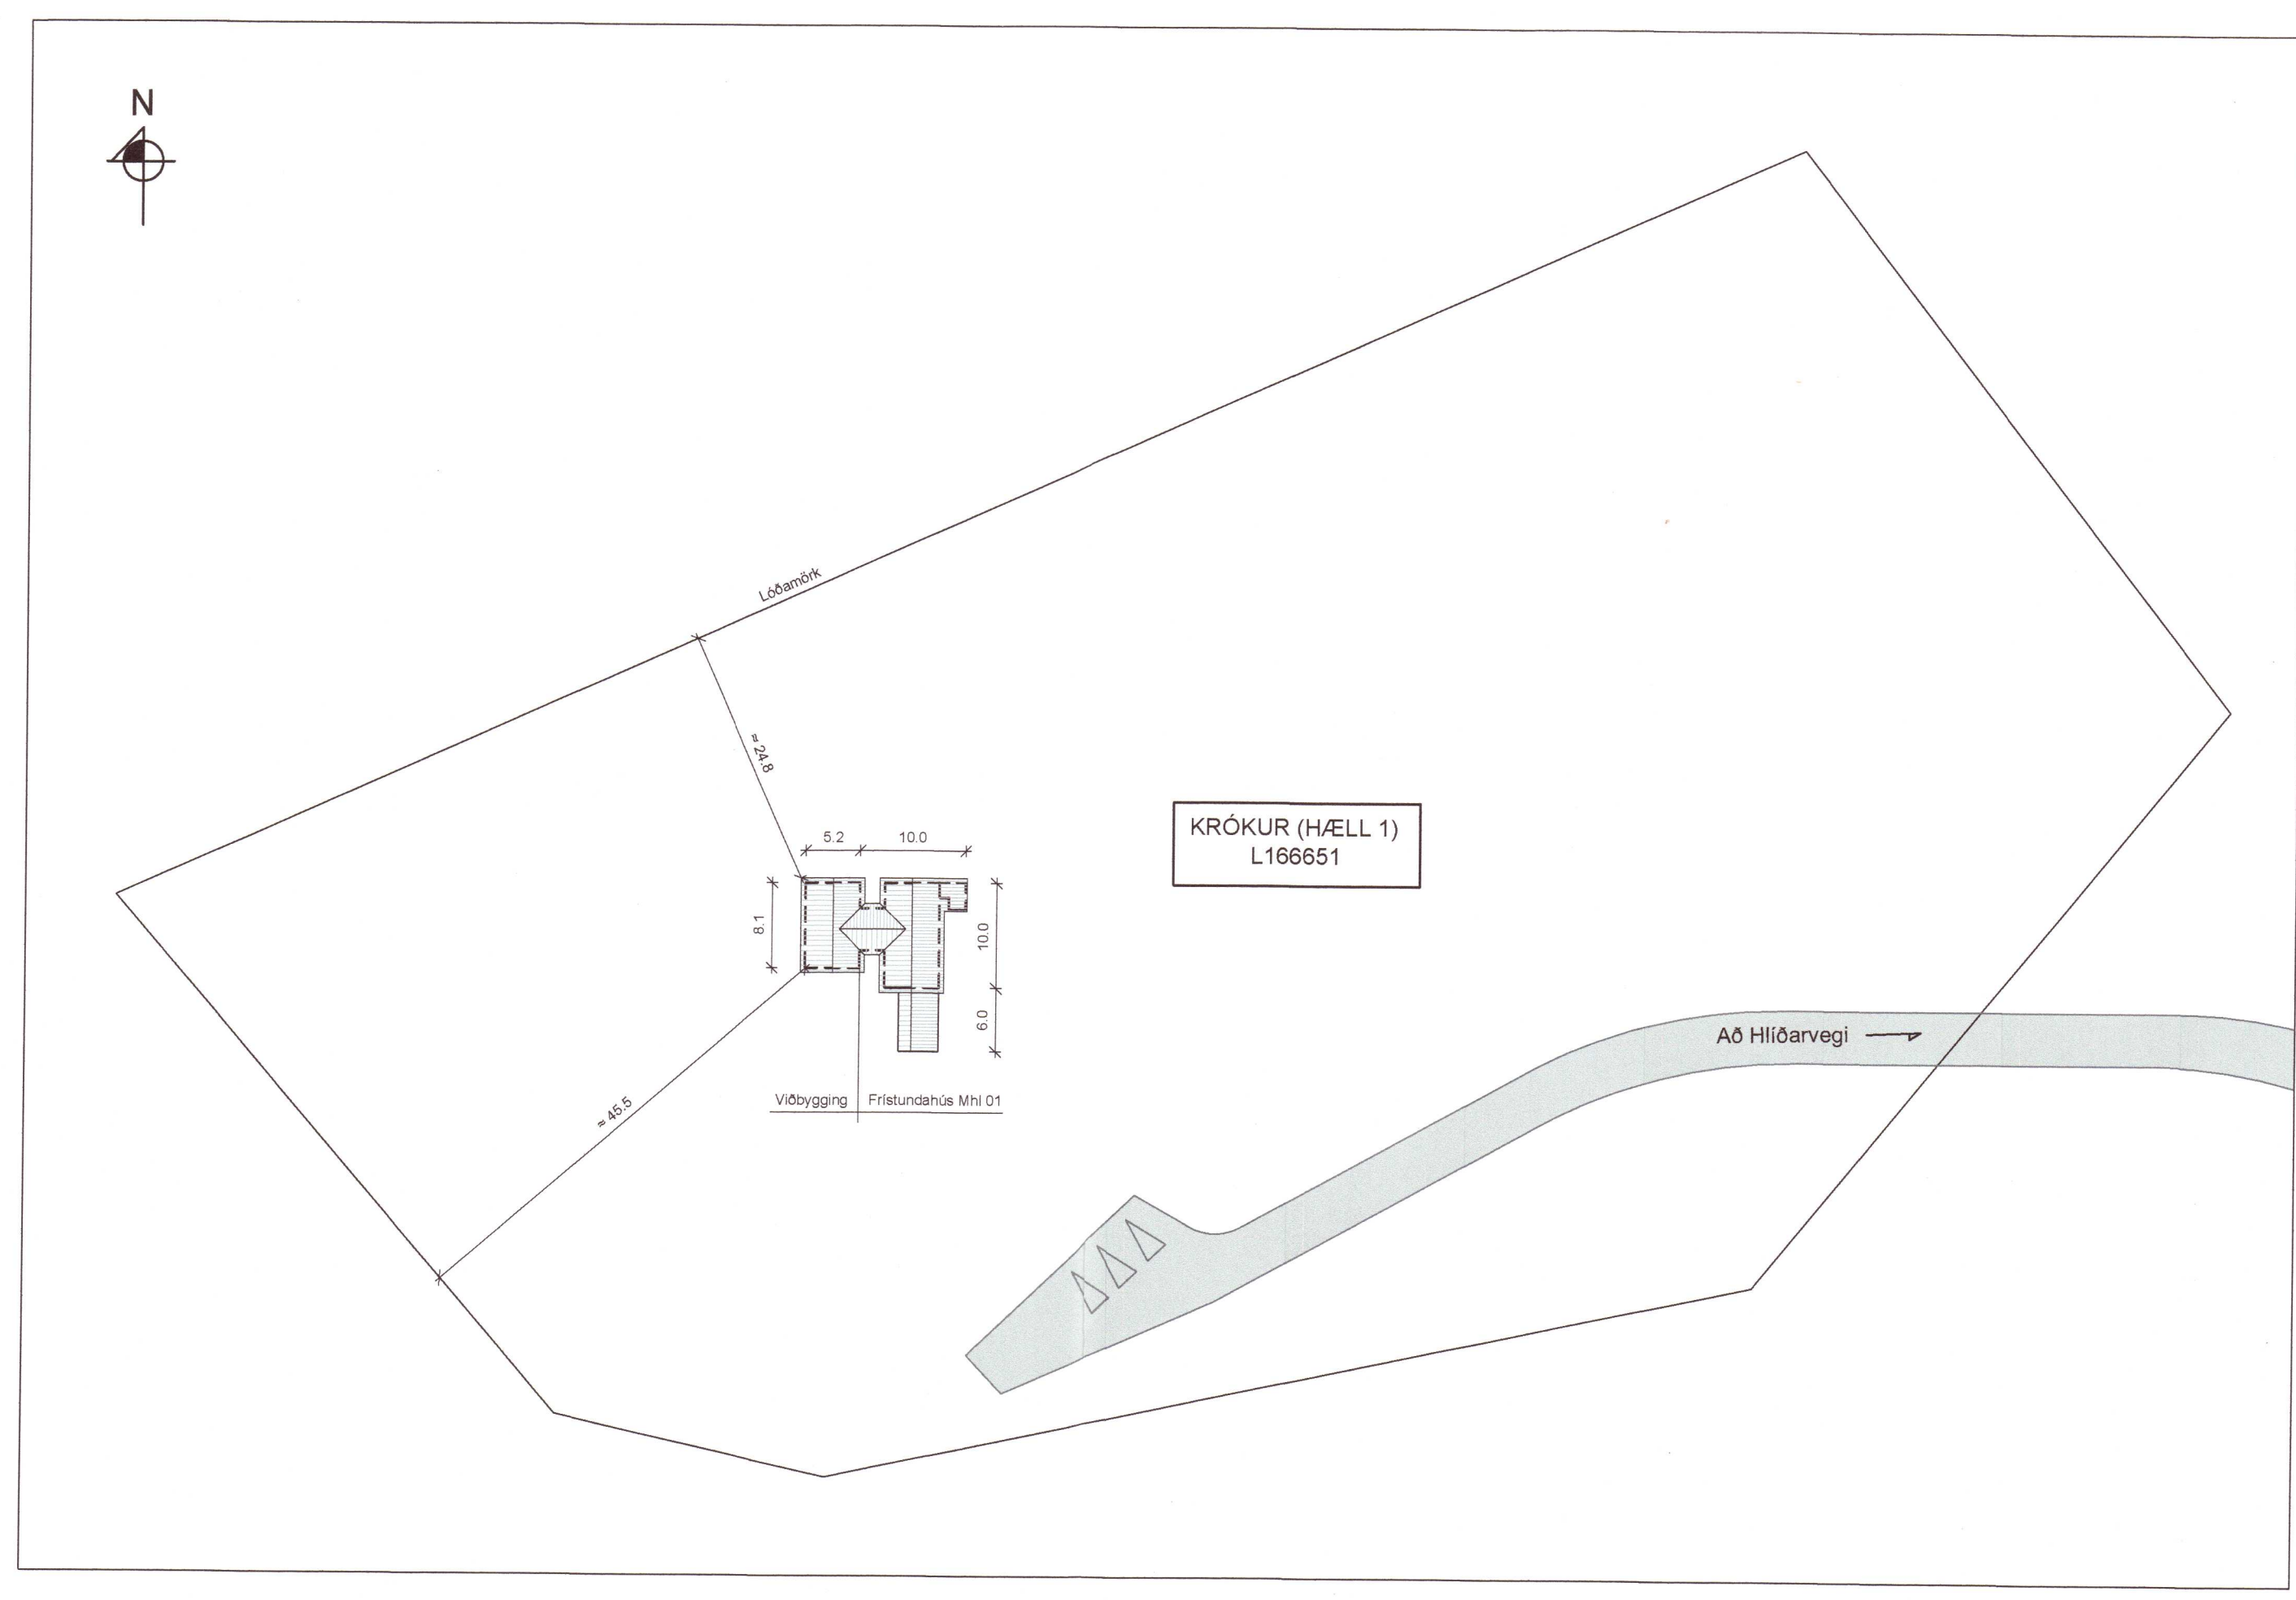 N
Lóðamörk
≈ 24.8
5.2
10.0
8.1
10.0
6.0
KRÓKUR (HÆLL 1)
L166651
Að Hlíðarvegi
≈ 45.5
Viðbygging
Frístundahús Mhl 01